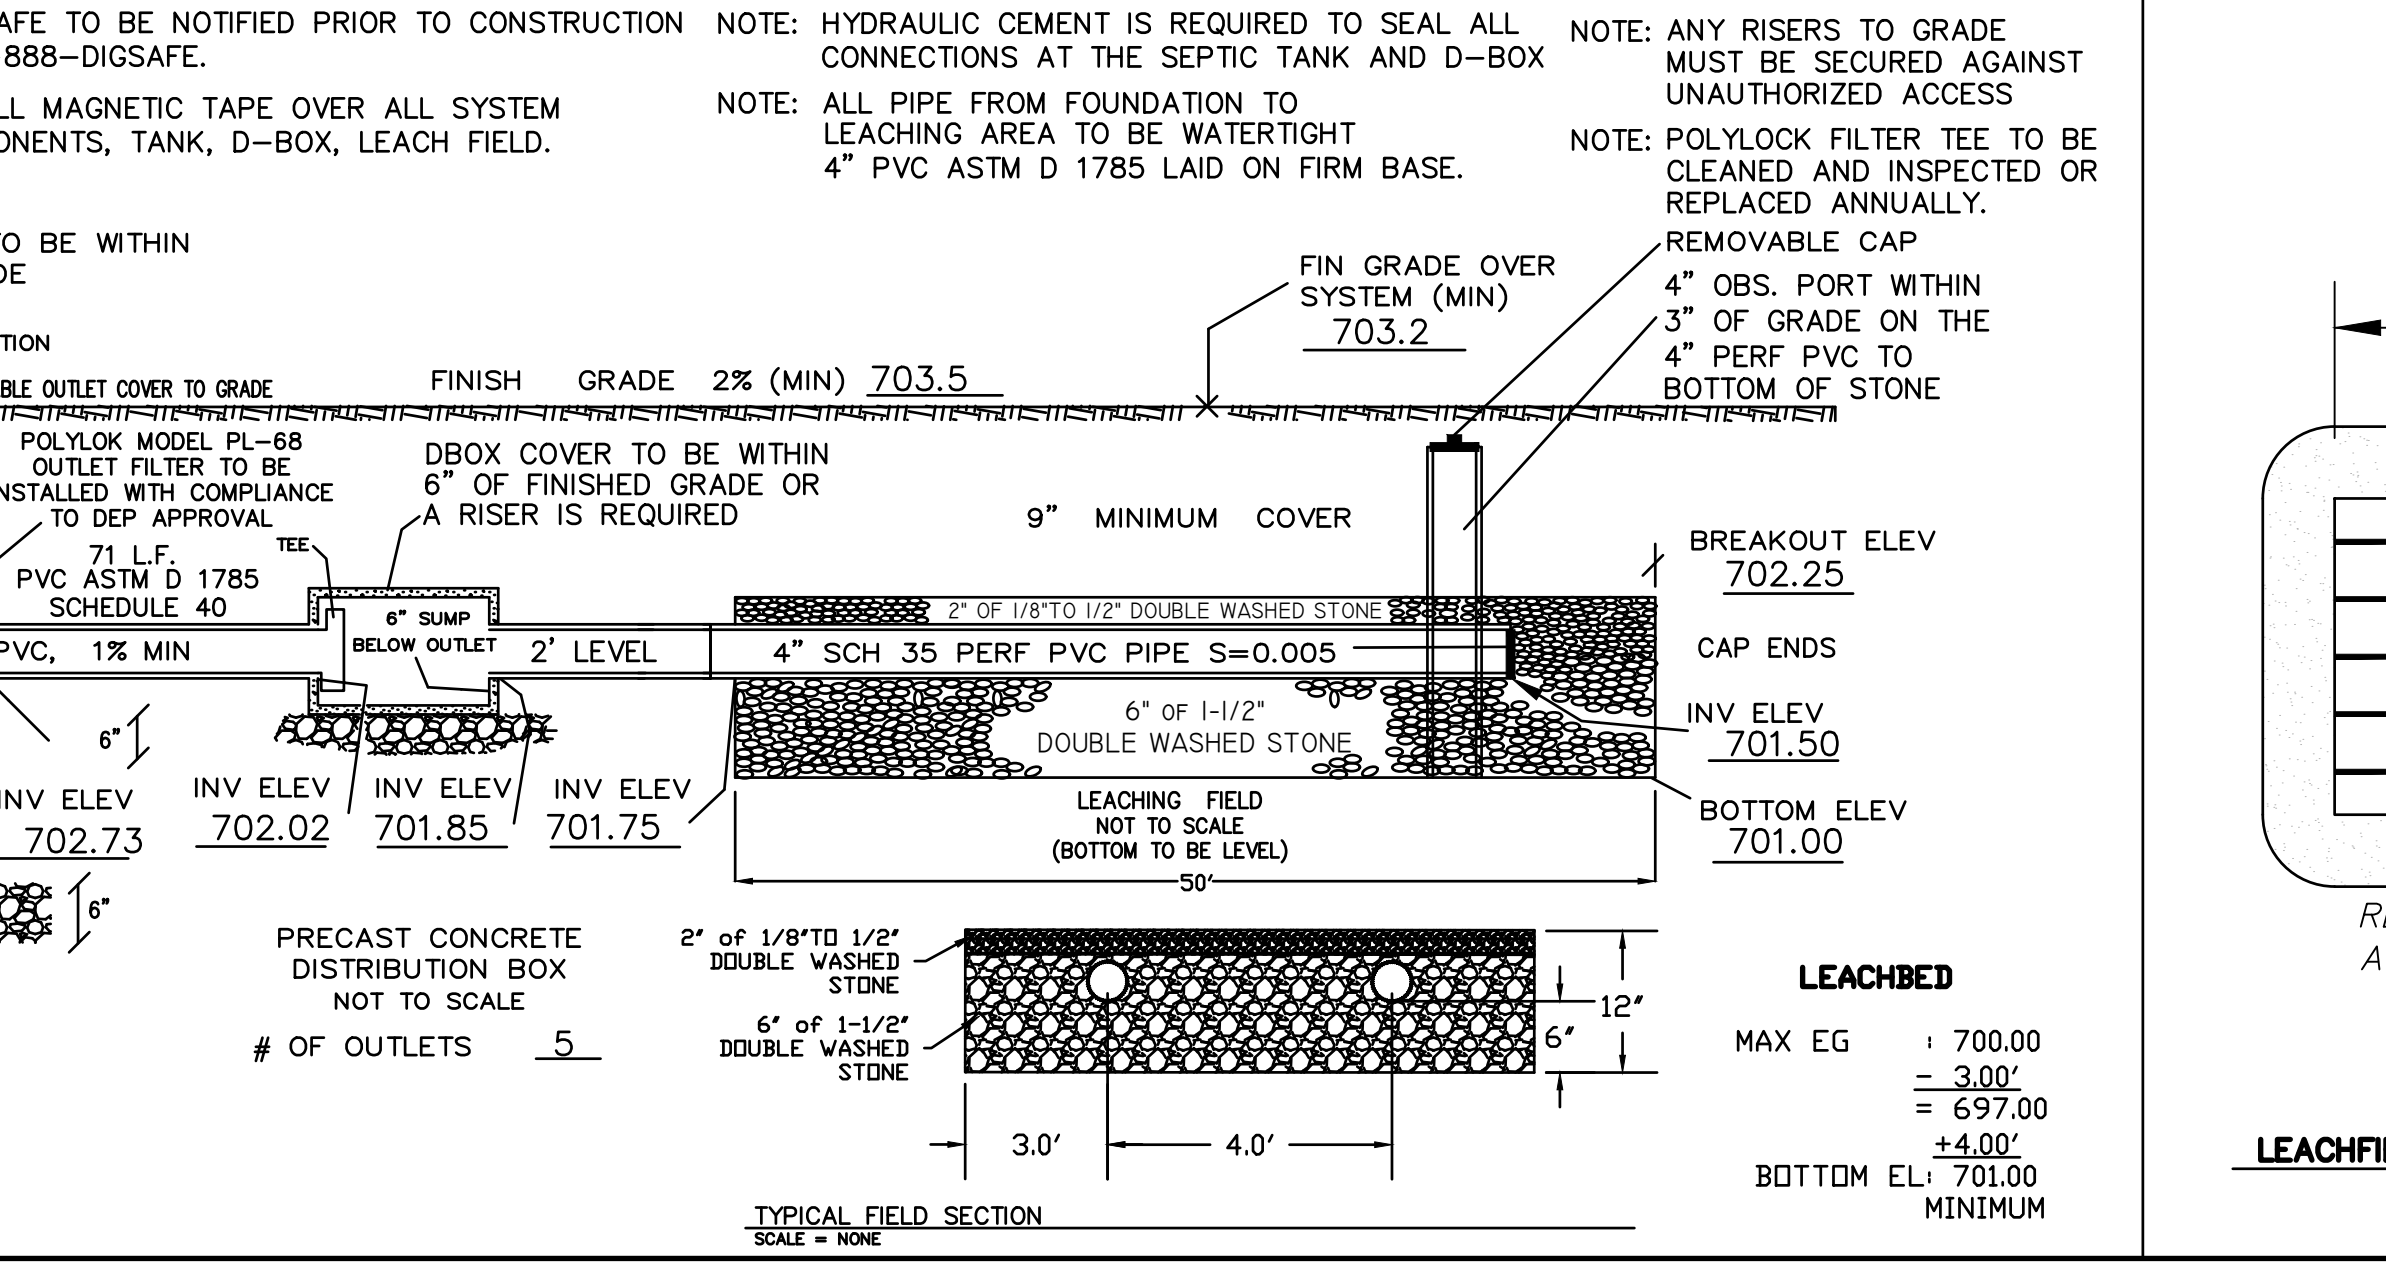 AFE TO BE NOTIFIED PRIOR TO CONSTRUCTION
888-DIGSAFE.
LL MAGNETIC TAPE OVER ALL SYSTEM
ONENTS, TANK, D-BOX, LEACH FIELD.
TO BE WITHIN
DE
TION
BLE OUTLET COVER TO GRADE
NOTE: HYDRAULIC CEMENT IS REQUIRED TO SEAL ALL
CONNECTIONS AT THE SEPTIC TANK AND D-BOX
NOTE: ALL PIPE FROM FOUNDATION TO
LEACHING AREA TO BE WATERTIGHT
4" PVC ASTM D 1785 LAID ON FIRM BASE.
NOTE: ANY RISERS TO GRADE
MUST BE SECURED AGAINST
UNAUTHORIZED ACCESS
NOTE: POLYLOCK FILTER TEE TO BE
CLEANED AND INSPECTED OR
REPLACED ANNUALLY.
REMOVABLE CAP
4" OBS. PORT WITHIN
3" OF GRADE ON THE
4" PERF PVC TO
BOTTOM OF STONE
FIN GRADE OVER
SYSTEM (MIN)
703.2
FINISH GRADE 2% (MIN) 703.5
POLYLOK MODEL PL-68
OUTLET FILTER TO BE
NSTALLED WITH COMPLIANCE
TO DEP APPROVAL
71 L.F.
PVC ASTM D 1785
SCHEDULE 40
PVC, 1% MIN
TEE
DBOX COVER TO BE WITHIN
6" OF FINISHED GRADE OR
A RISER IS REQUIRED
6" SUMP
BELOW OUTLET
2' LEVEL
9" MINIMUM COVER
2" OF 1/8"TO 1/2" DOUBLE WASHED STONE
4" SCH 35 PERF PVC PIPE S=0.005
6" OF 1-1/2"
DOUBLE WASHED STONE
BREAKOUT ELEV
702.25
CAP ENDS
INV ELEV
701.50
BOTTOM ELEV
701.00
6"
INV ELEV
702.73
INV ELEV
702.02
INV ELEV
701.85
INV ELEV
701.75
LEACHING FIELD
NOT TO SCALE
(BOTTOM TO BE LEVEL)
50'
6"
PRECAST CONCRETE
DISTRIBUTION BOX
NOT TO SCALE
# OF OUTLETS 5
2" of 1/8"TO 1/2"
DOUBLE WASHED
STONE
6" of 1-1/2"
DOUBLE WASHED
STONE
12"
6"
3.0'
4.0'
TYPICAL FIELD SECTION
SCALE = NONE
LEACHBED
MAX EG : 700.00
- 3.00'
= 697.00
+4.00'
BOTTOM EL: 701.00
MINIMUM
RE
A
LEACHFI